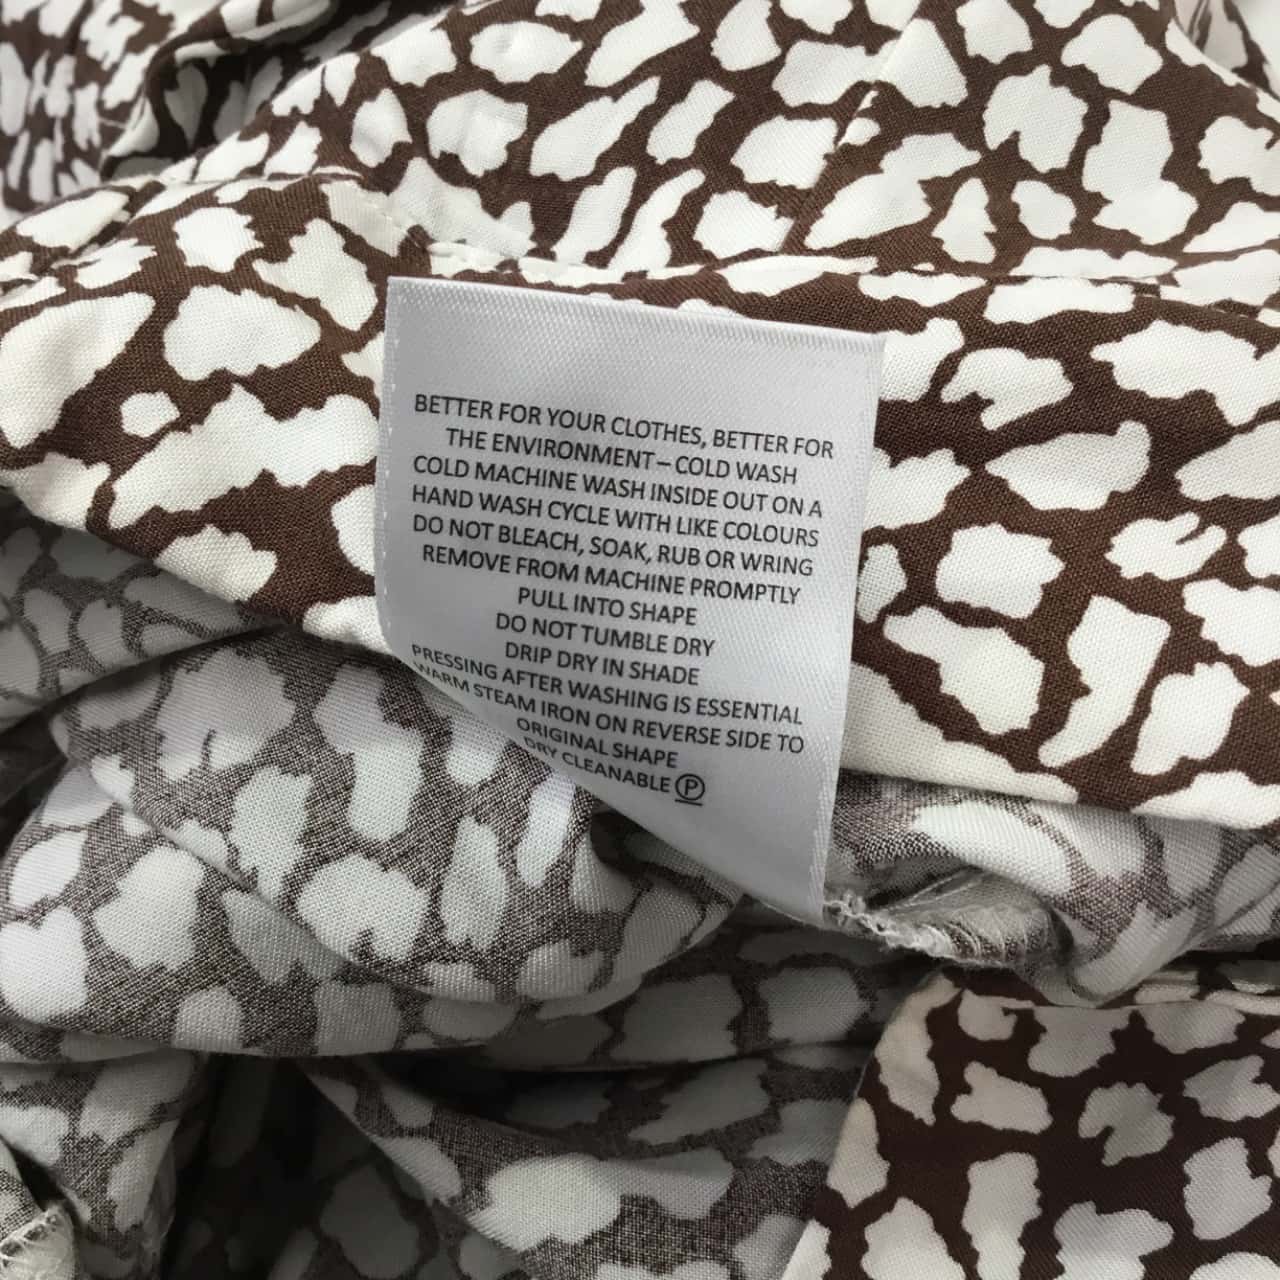 BETTER FOR YOUR CLOTHES, BETTER FOR
THE ENVIRONMENT – COLD WASH
COLD MACHINE WASH INSIDE OUT ON A
HAND WASH CYCLE WITH LIKE COLOURS
DO NOT BLEACH, SOAK, RUB OR WRING
REMOVE FROM MACHINE PROMPTLY
PULL INTO SHAPE
DO NOT TUMBLE DRY
DRIP DRY IN SHADE
PRESSING AFTER WASHING IS ESSENTIAL
WARM STEAM IRON ON REVERSE SIDE TO
ORIGINAL SHAPE
DRY CLEANABLE Ⓟ